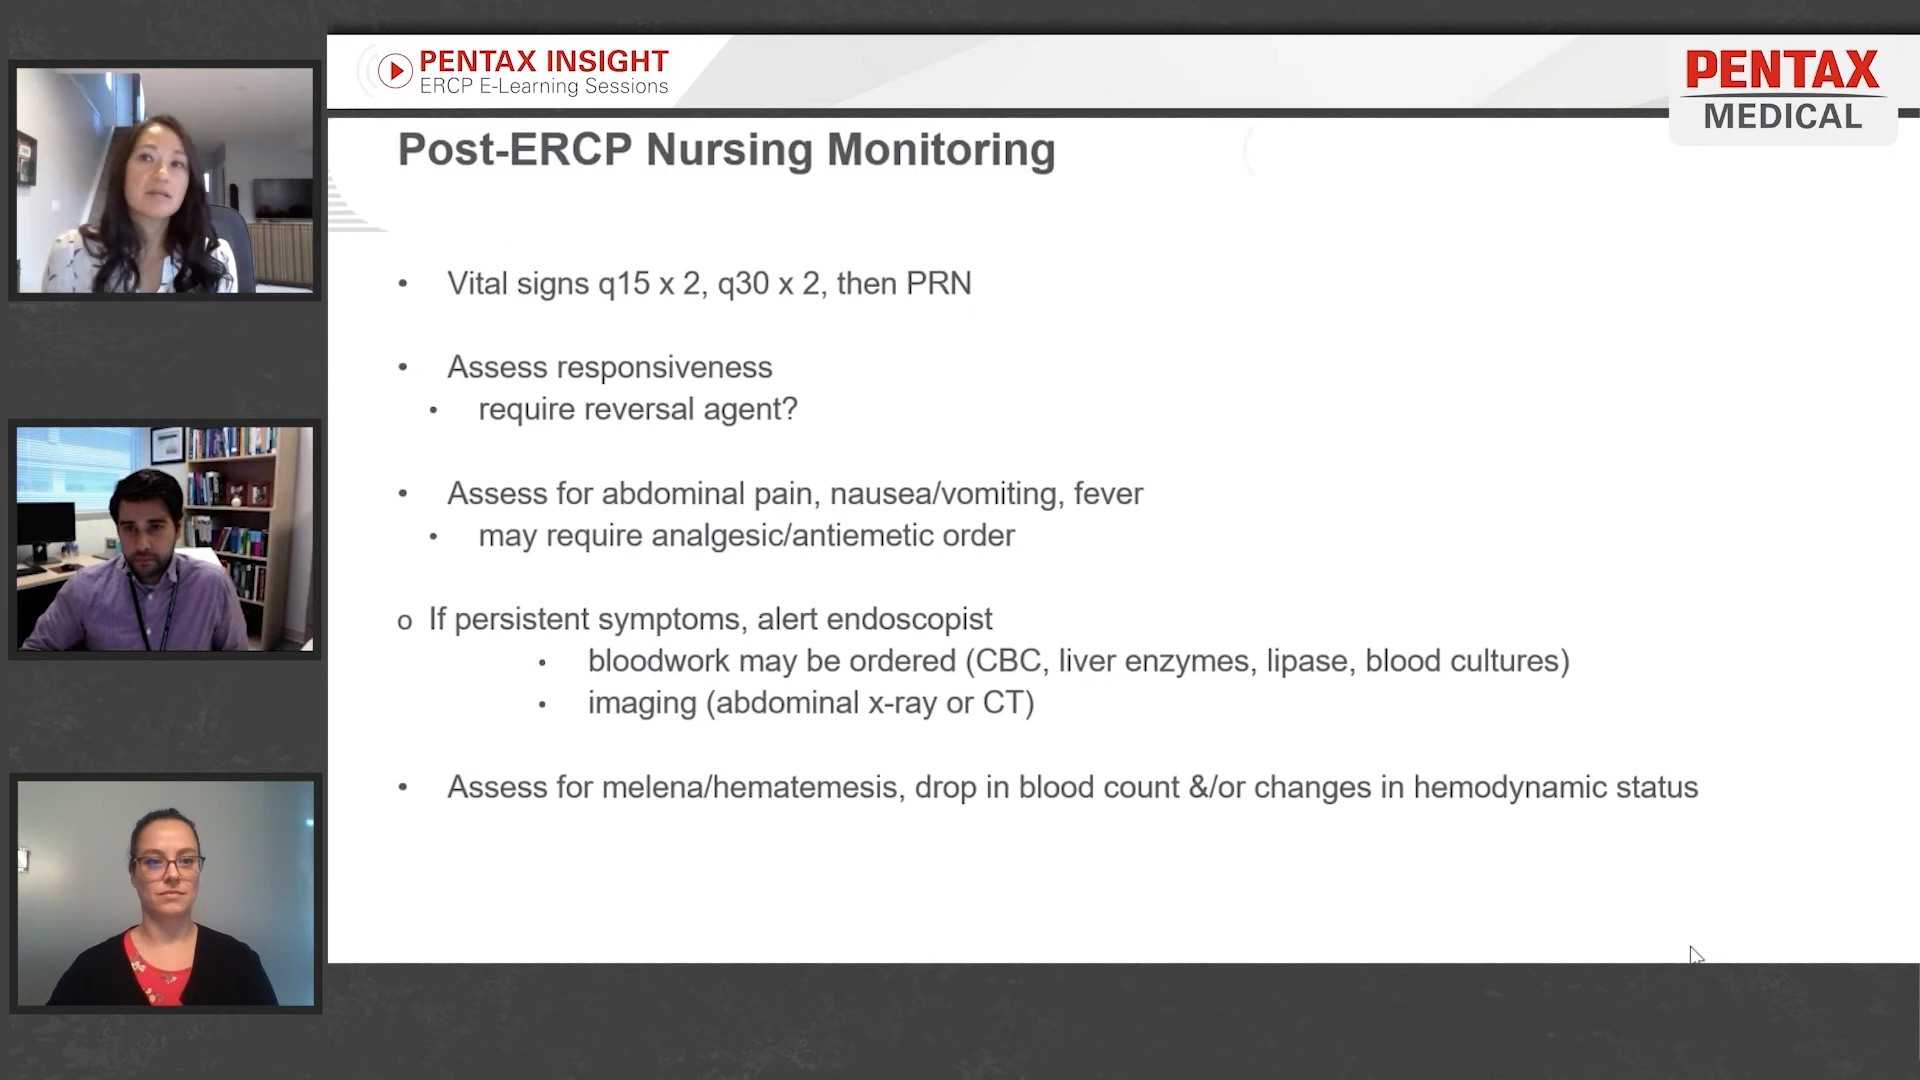 PENTAX INSIGHT
ERCP E-Learning Sessions
PENTAX
MEDICAL
Post-ERCP Nursing Monitoring
• Vital signs q15 x 2, q30 x 2, then PRN
• Assess responsiveness
• require reversal agent?
• Assess for abdominal pain, nausea/vomiting, fever
• may require analgesic/antiemetic order
o If persistent symptoms, alert endoscopist
• bloodwork may be ordered (CBC, liver enzymes, lipase, blood cultures)
• imaging (abdominal x-ray or CT)
• Assess for melena/hematemesis, drop in blood count &/or changes in hemodynamic status